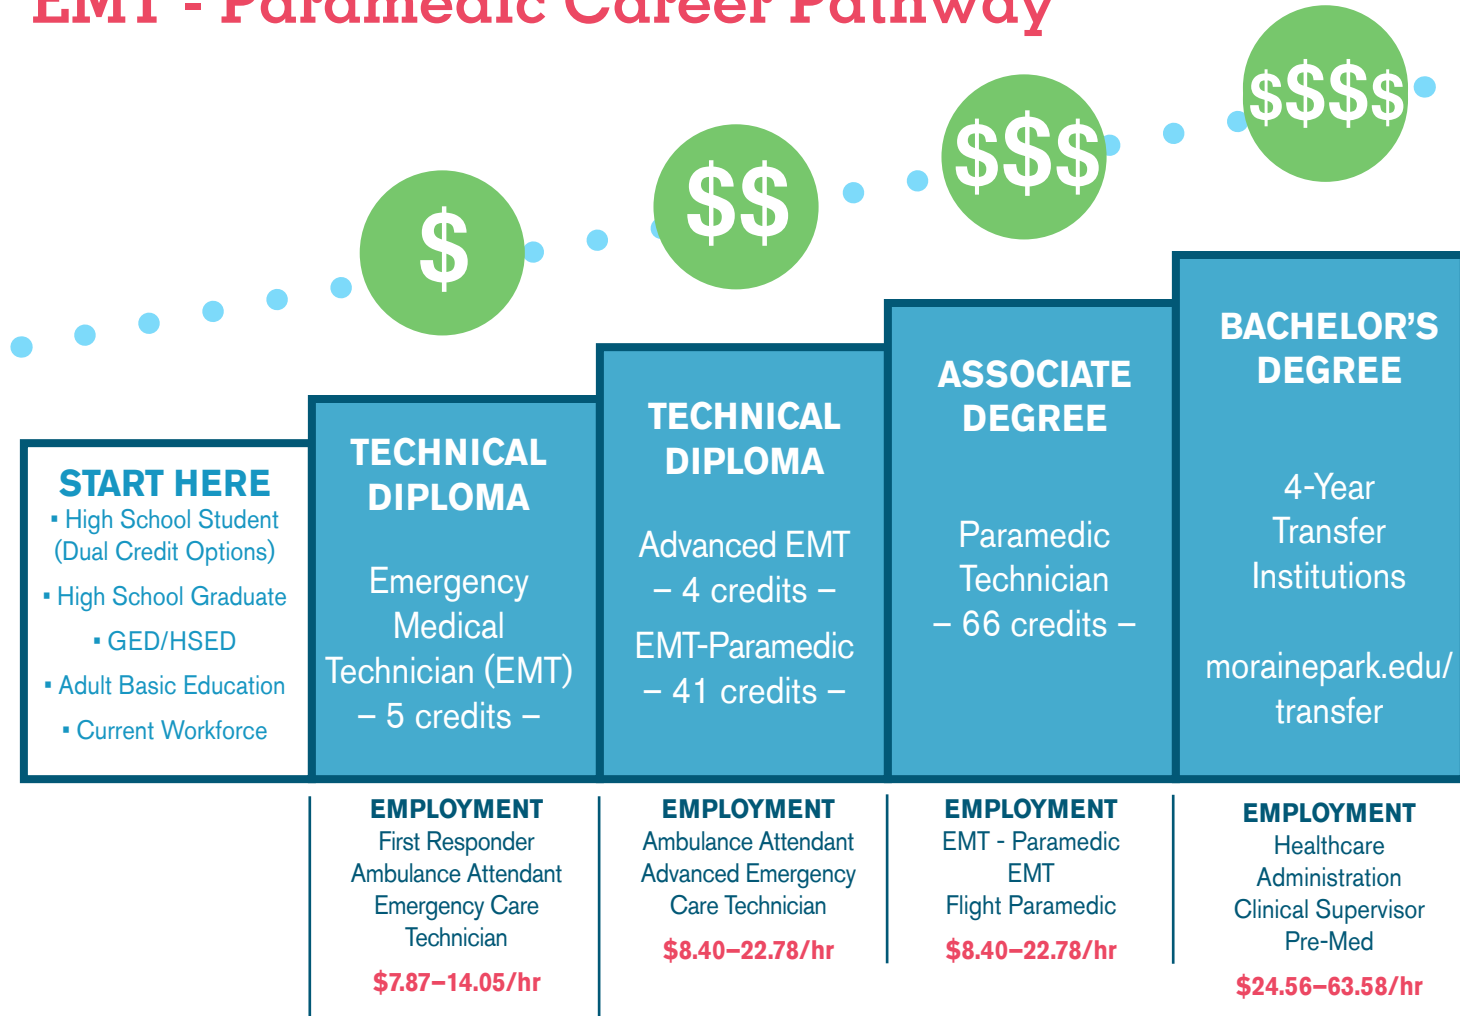 EMT - Paramedic Career Pathway
$
$$
$$$
$$$$
START HERE
▪ High School Student
(Dual Credit Options)
▪ High School Graduate
▪ GED/HSED
▪ Adult Basic Education
▪ Current Workforce
TECHNICAL
DIPLOMA
Emergency
Medical
Technician (EMT)
– 5 credits –
TECHNICAL
DIPLOMA
Advanced EMT
– 4 credits –
EMT-Paramedic
– 41 credits –
ASSOCIATE
DEGREE
Paramedic
Technician
– 66 credits –
BACHELOR'S
DEGREE
4-Year
Transfer
Institutions
morainepark.edu/
transfer
EMPLOYMENT
First Responder
Ambulance Attendant
Emergency Care
Technician
$7.87–14.05/hr
EMPLOYMENT
Ambulance Attendant
Advanced Emergency
Care Technician
$8.40–22.78/hr
EMPLOYMENT
EMT - Paramedic
EMT
Flight Paramedic
$8.40–22.78/hr
EMPLOYMENT
Healthcare
Administration
Clinical Supervisor
Pre-Med
$24.56–63.58/hr